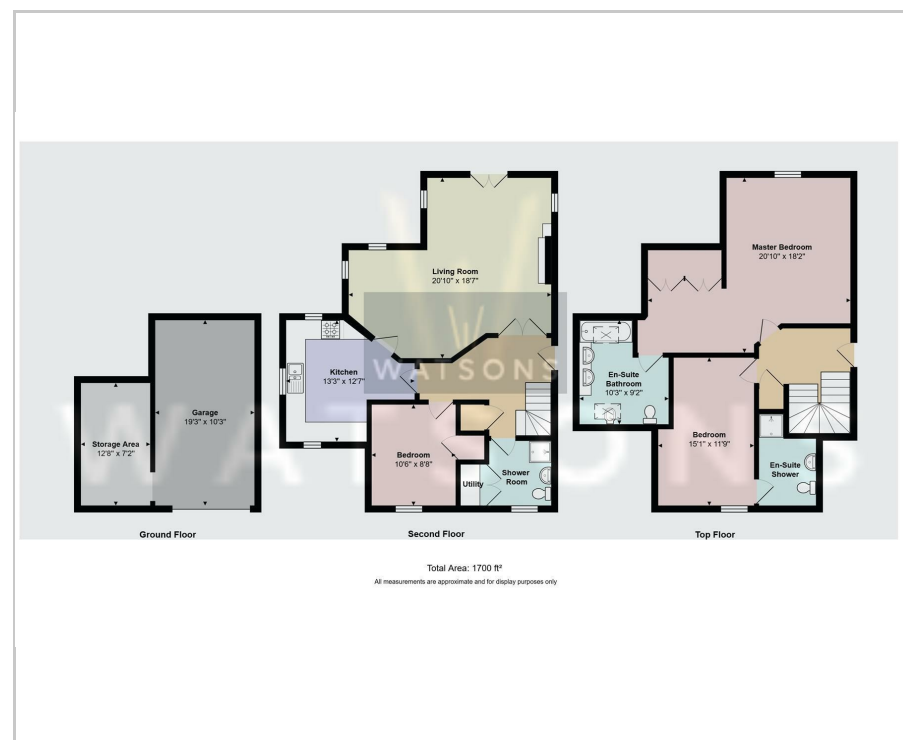 Storage Area
12'8" x 7'2"
Garage
19'3" x 10'3"
Ground Floor
Living Room
20'10" x 18'7"
Kitchen
13'3" x 12'7"
Bedroom
10'6" x 8'8"
Utility
Shower
Room
Second Floor
Master Bedroom
20'10" x 18'2"
En-Suite
Bathroom
10'3" x 9'2"
Bedroom
15'1" x 11'9"
En-Suite
Shower
Top Floor
WATSONS
WATSONS
Total Area: 1700 ft²
All measurements are approximate and for display purposes only